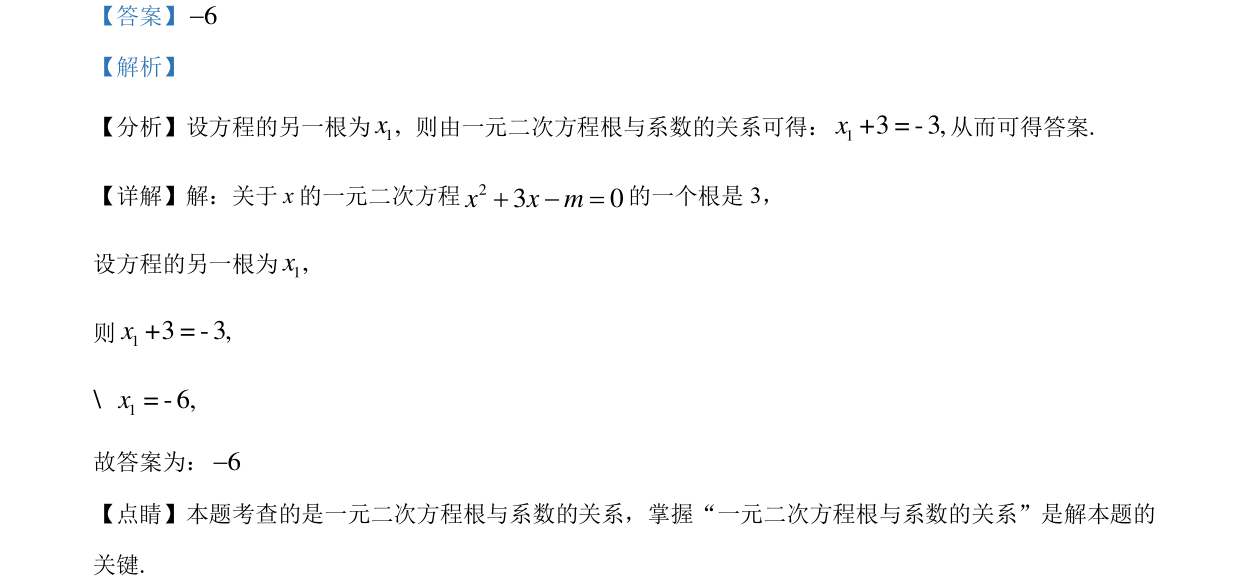 【答案】–6
【解析】
【分析】设方程的另一根为 x₁，则由一元二次方程根与系数的关系可得：x₁ +3 = - 3, 从而可得答案.
【详解】解：关于 x 的一元二次方程 x² + 3x − m = 0 的一个根是 3，
设方程的另一根为 x₁,
则 x₁ +3 = - 3,
\ x₁ = - 6,
故答案为：–6
【点睛】本题考查的是一元二次方程根与系数的关系，掌握“一元二次方程根与系数的关系”是解本题的
关键.